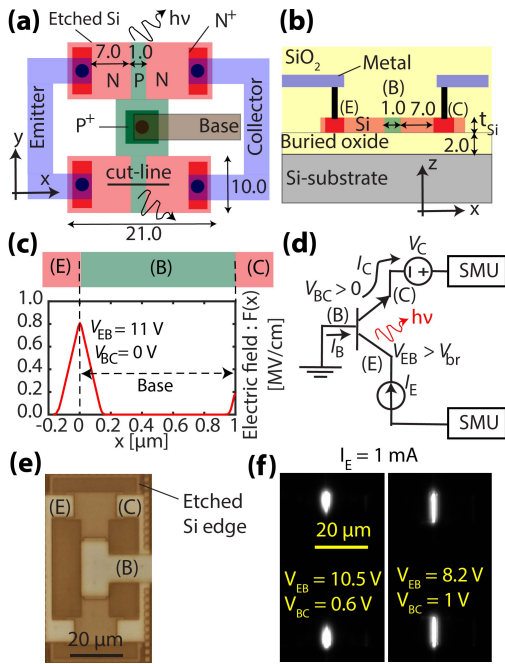 (a)
Etched Si
hν
N+
7.0
1.0
N
P
N
P+
Base
Emitter
Collector
y
x
cut-line
10.0
21.0
(b)
SiO2
Metal
(B)
(E)
1.0
7.0
(C)
Si
tSi
Buried oxide
2.0
Si-substrate
z
x
(c)
(E)
(B)
(C)
1.0
0.8
0.6
0.4
0.2
0.0
VEB = 11 V
VBC = 0 V
Base
-0.2
0
0.2
0.4
0.6
0.8
1
x [μm]
Electric field : F(x)
[MV/cm]
(d)
VC
IC
SMU
VBC > 0
(C)
(B)
hν
IB
(E)
VEB > Vbr
IE
SMU
(e)
(E)
(C)
Etched
Si edge
(B)
20 μm
IE = 1 mA
(f)
20 μm
VEB = 10.5 V
VBC = 0.6 V
VEB = 8.2 V
VBC = 1 V